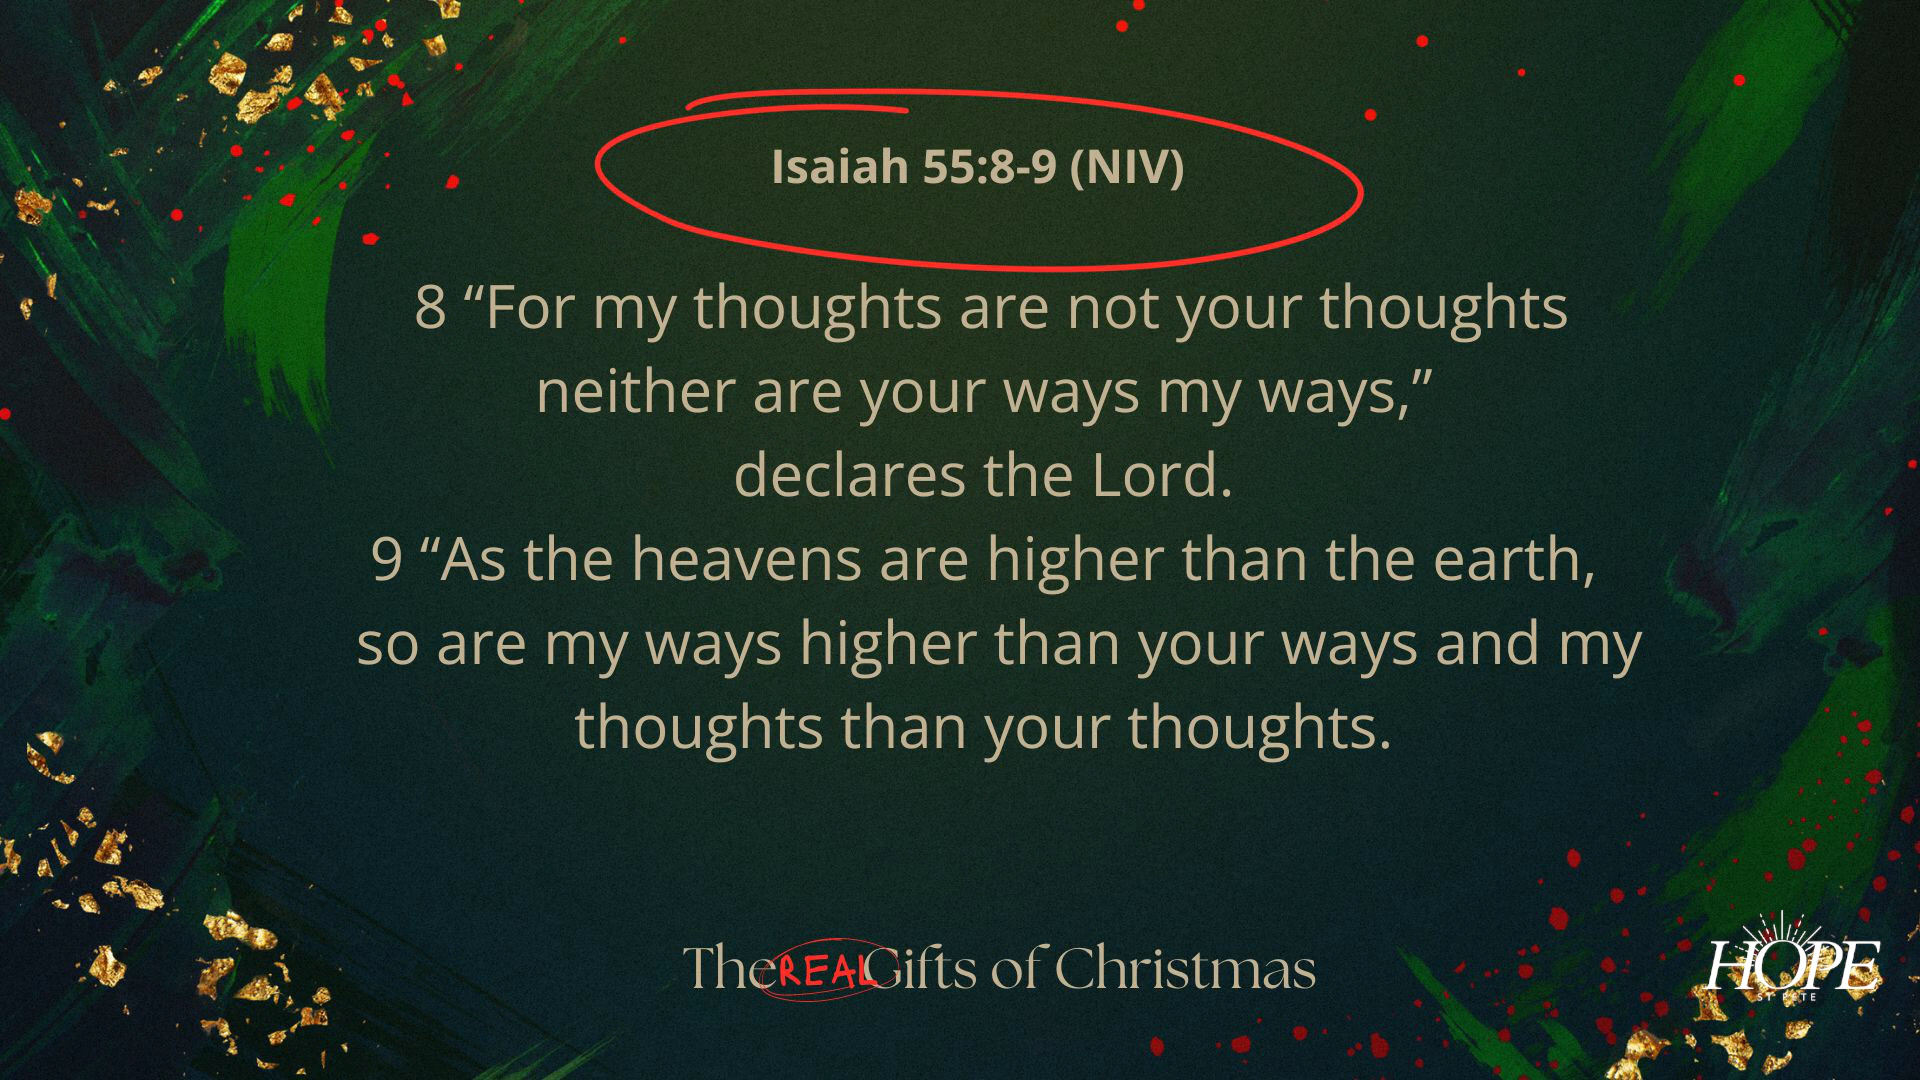 Isaiah 55:8-9 (NIV)
8 “For my thoughts are not your thoughts
neither are your ways my ways,”
declares the Lord.
9 “As the heavens are higher than the earth,
so are my ways higher than your ways and my
thoughts than your thoughts.
The REAL Gifts of Christmas
HOPE
ST PETE